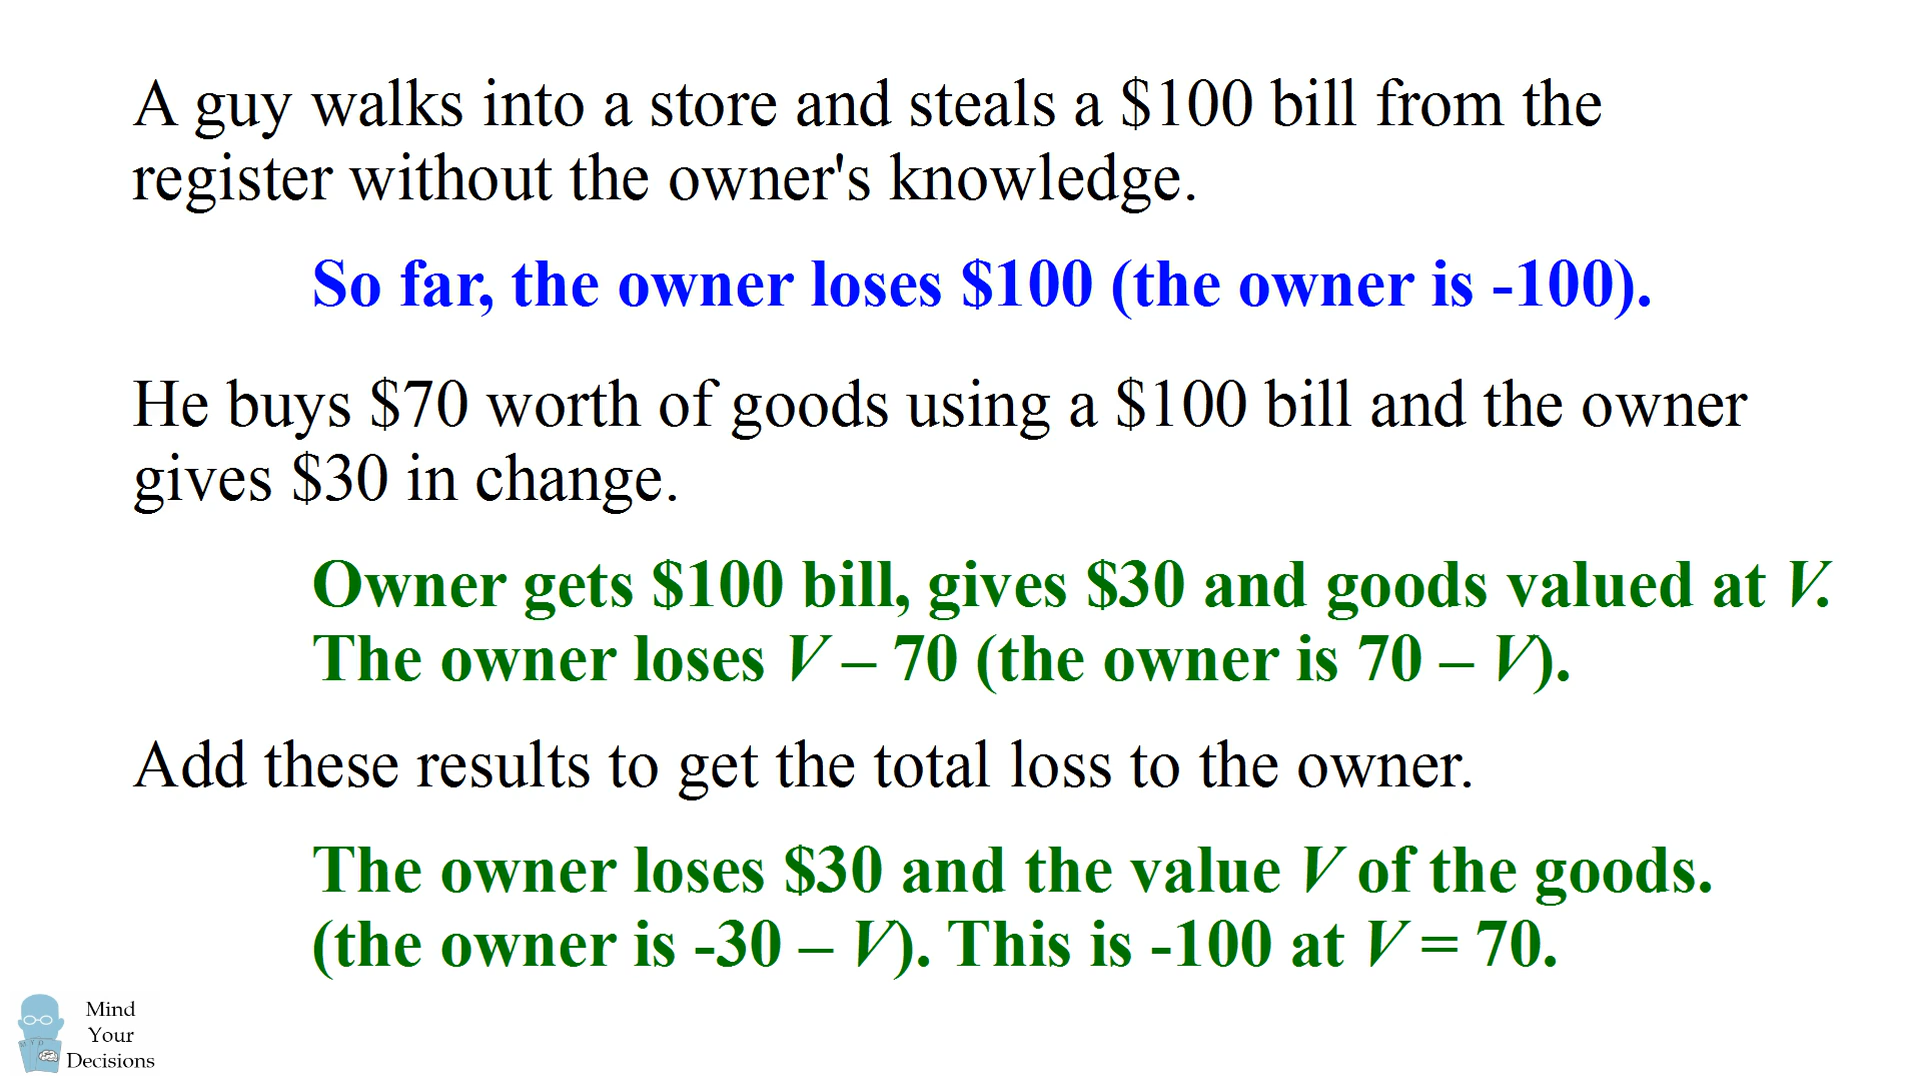 A guy walks into a store and steals a $100 bill from the
register without the owner's knowledge.
So far, the owner loses $100 (the owner is -100).
He buys $70 worth of goods using a $100 bill and the owner
gives $30 in change.
Owner gets $100 bill, gives $30 and goods valued at V.
The owner loses V – 70 (the owner is 70 – V).
Add these results to get the total loss to the owner.
The owner loses $30 and the value V of the goods.
(the owner is -30 – V). This is -100 at V = 70.
Mind
Your
Decisions